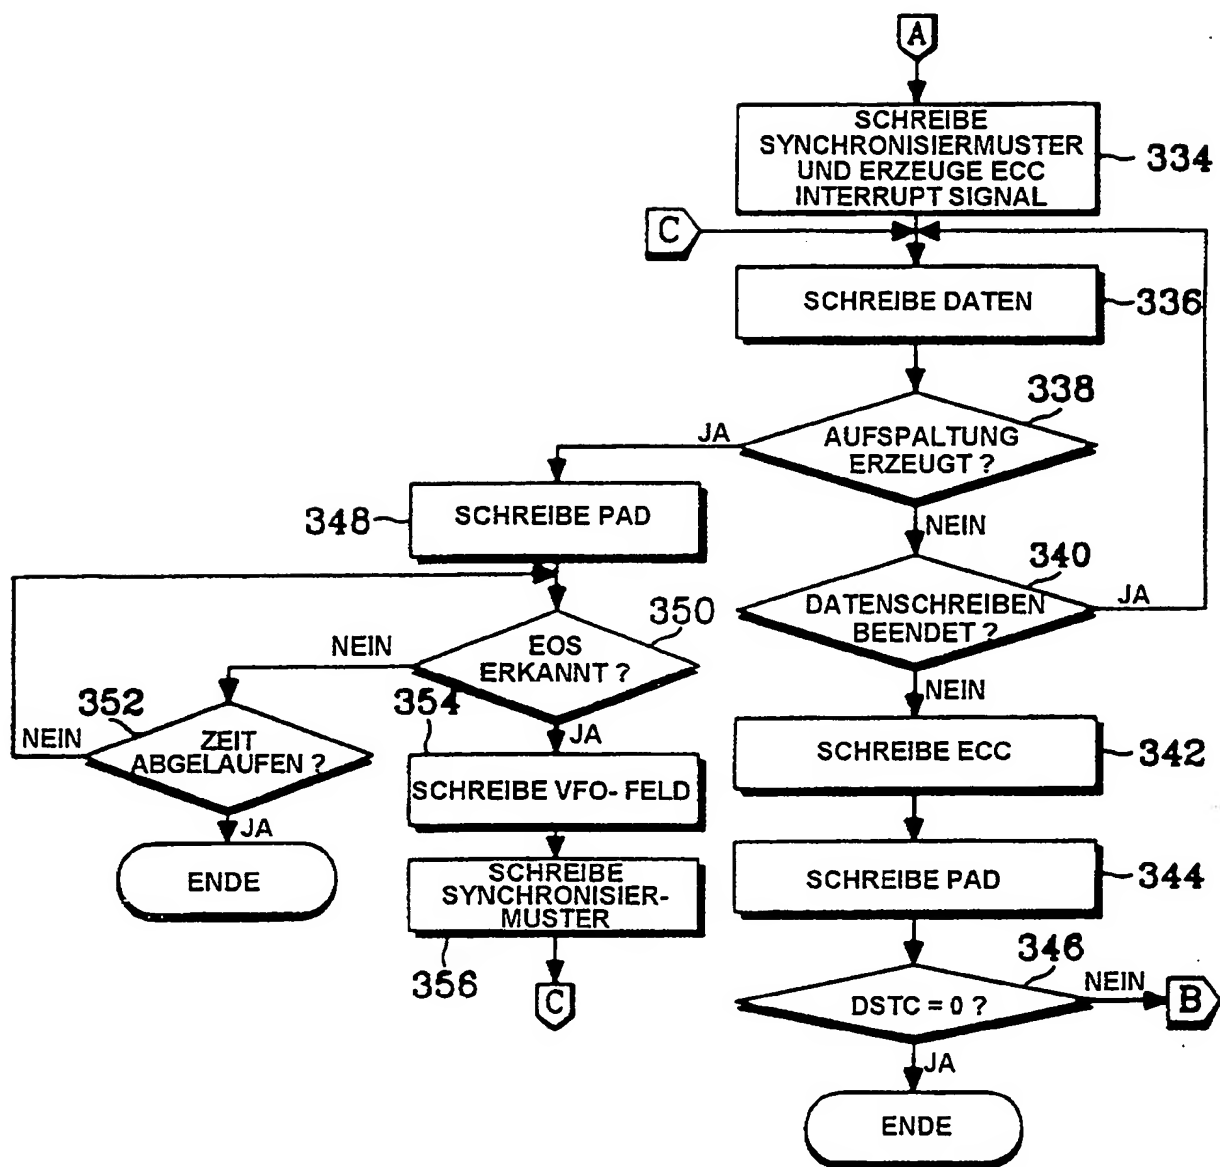 A
SCHREIBE
SYNCHRONISIERMUSTER
UND ERZEUGE ECC
INTERRUPT SIGNAL
334
C
SCHREIBE DATEN
336
338
AUFSPALTUNG
ERZEUGT ?
JA
NEIN
348
SCHREIBE PAD
340
DATENSCHREIBEN
BEENDET ?
JA
NEIN
350
EOS
ERKANNT ?
NEIN
JA
352
ZEIT
ABGELAUFEN ?
NEIN
JA
ENDE
354
SCHREIBE VFO- FELD
SCHREIBE
SYNCHRONISIER-
MUSTER
356
C
SCHREIBE ECC
342
SCHREIBE PAD
344
346
DSTC = 0 ?
NEIN
B
JA
ENDE